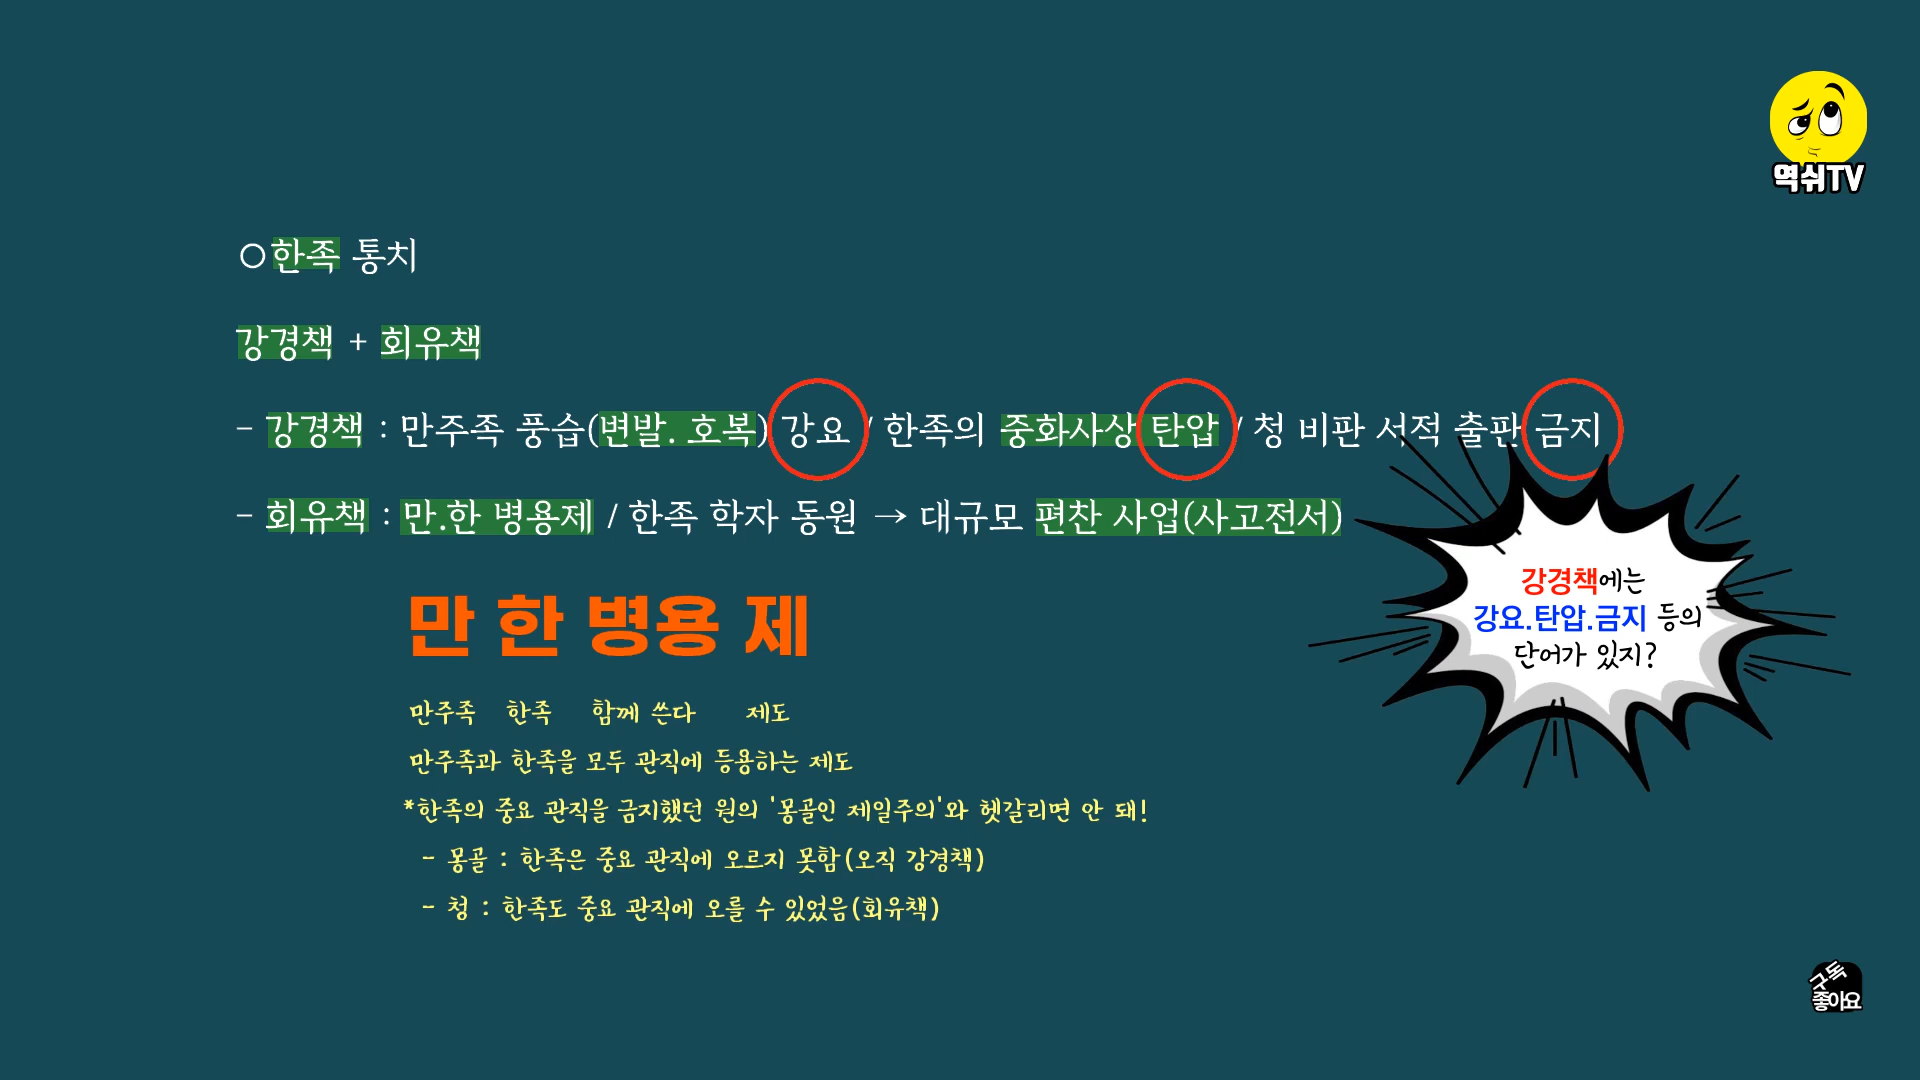 역쉬TV
○한족 통치
강경책 + 회유책
- 강경책 : 만주족 풍습(변발. 호복) 강요 / 한족의 중화사상 탄압 / 청 비판 서적 출판 금지
- 회유책 : 만.한 병용제 / 한족 학자 동원 → 대규모 편찬 사업(사고전서)
강경책에는
강요.탄압.금지 등의
단어가 있지?
만 한 병용 제
만주족 한족 함께 쓴다 제도
만주족과 한족을 모두 관직에 등용하는 제도
*한족의 중요 관직을 금지했던 원의 '몽골인 제일주의'와 헷갈리면 안 돼!
- 몽골 : 한족은 중요 관직에 오르지 못함(오직 강경책)
- 청 : 한족도 중요 관직에 오를 수 있었음(회유책)
구독
좋아요